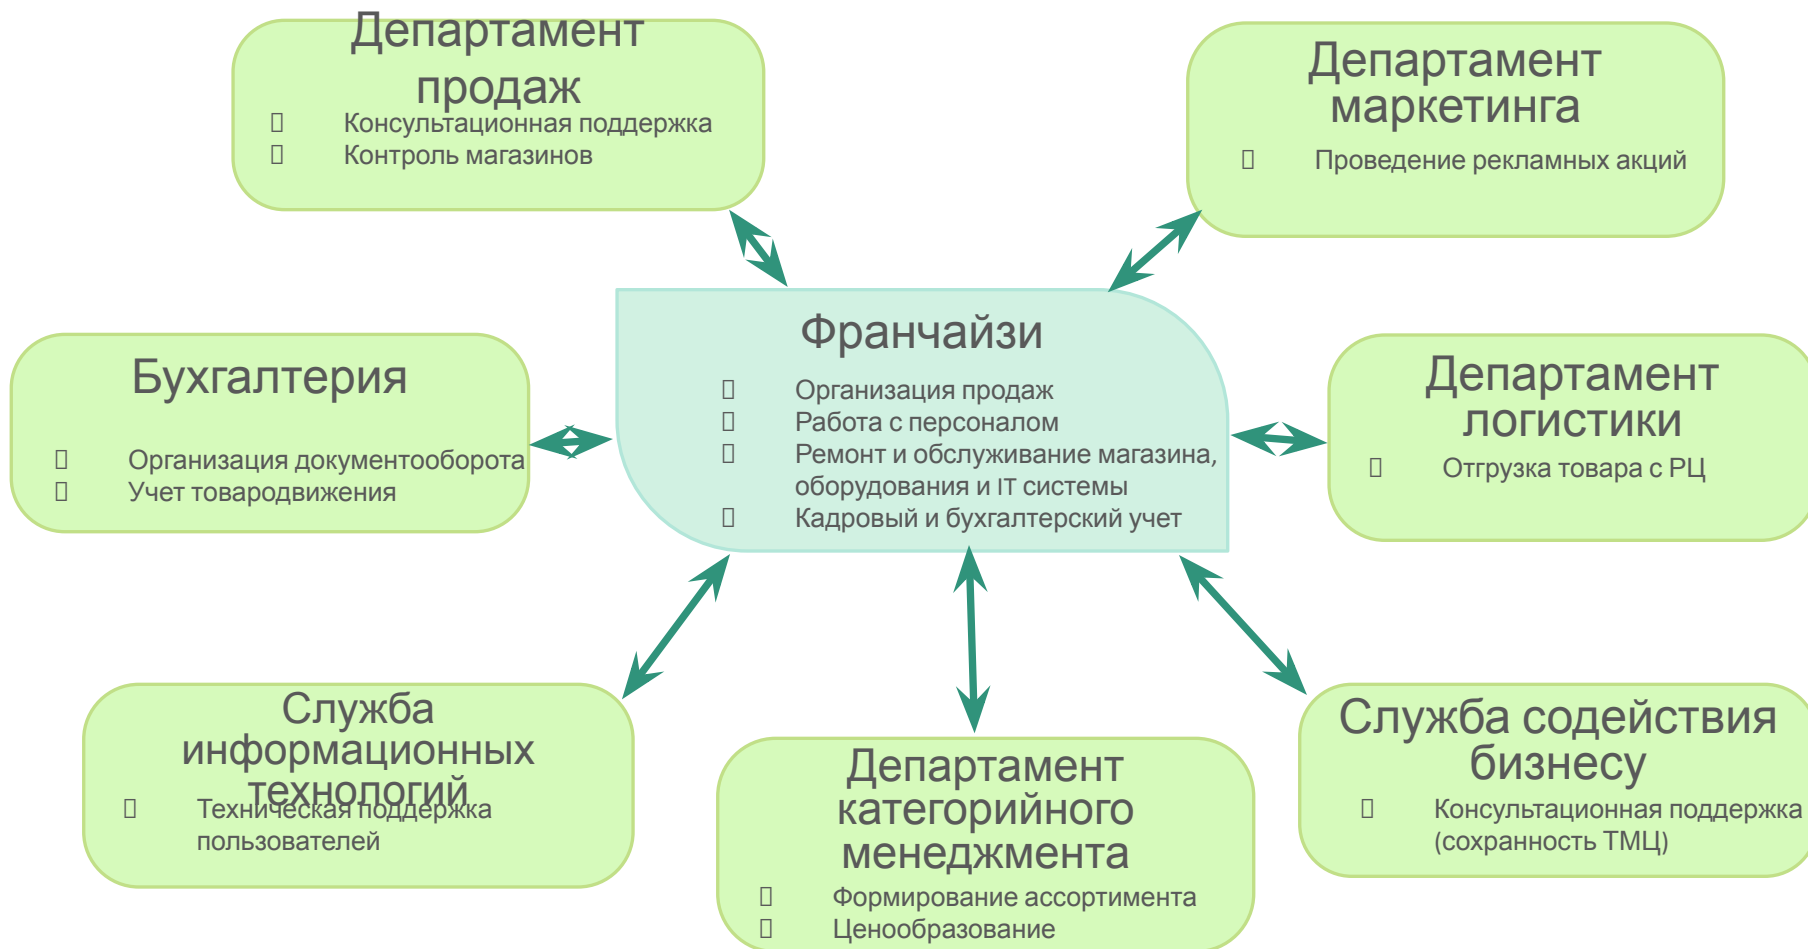 Департамент
продаж
Консультационная поддержка
Контроль магазинов
Департамент
маркетинга
Проведение рекламных акций
Франчайзи
Организация продаж
Работа с персоналом
Ремонт и обслуживание магазина,
оборудования и IT системы
Кадровый и бухгалтерский учет
Бухгалтерия
Организация документооборота
Учет товародвижения
Департамент
логистики
Отгрузка товара с РЦ
Служба
информационных
технологий
Техническая поддержка
пользователей
Департамент
категорийного
менеджмента
Формирование ассортимента
Ценообразование
Служба содействия
бизнесу
Консультационная поддержка
(сохранность ТМЦ)